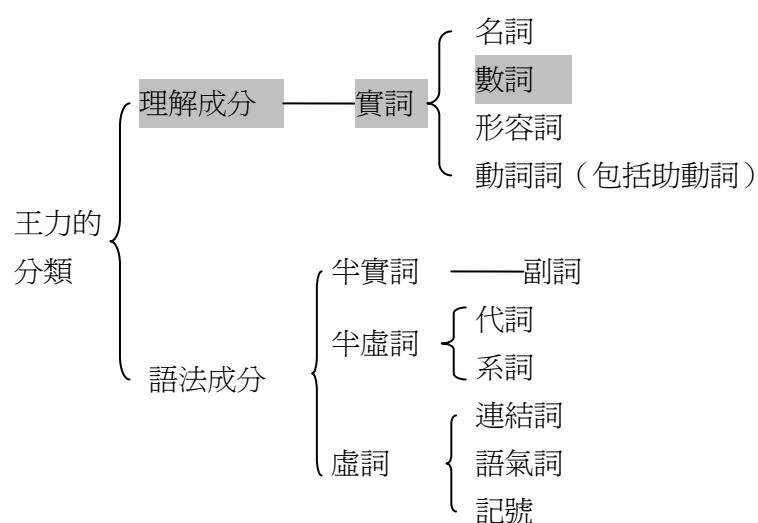 名詞
數詞
理解成分 實詞
形容詞
動詞詞（包括助動詞）
王力的
分類
半實詞 副詞
代詞
半虛詞
系詞
語法成分
連結詞
虛詞 語氣詞
記號